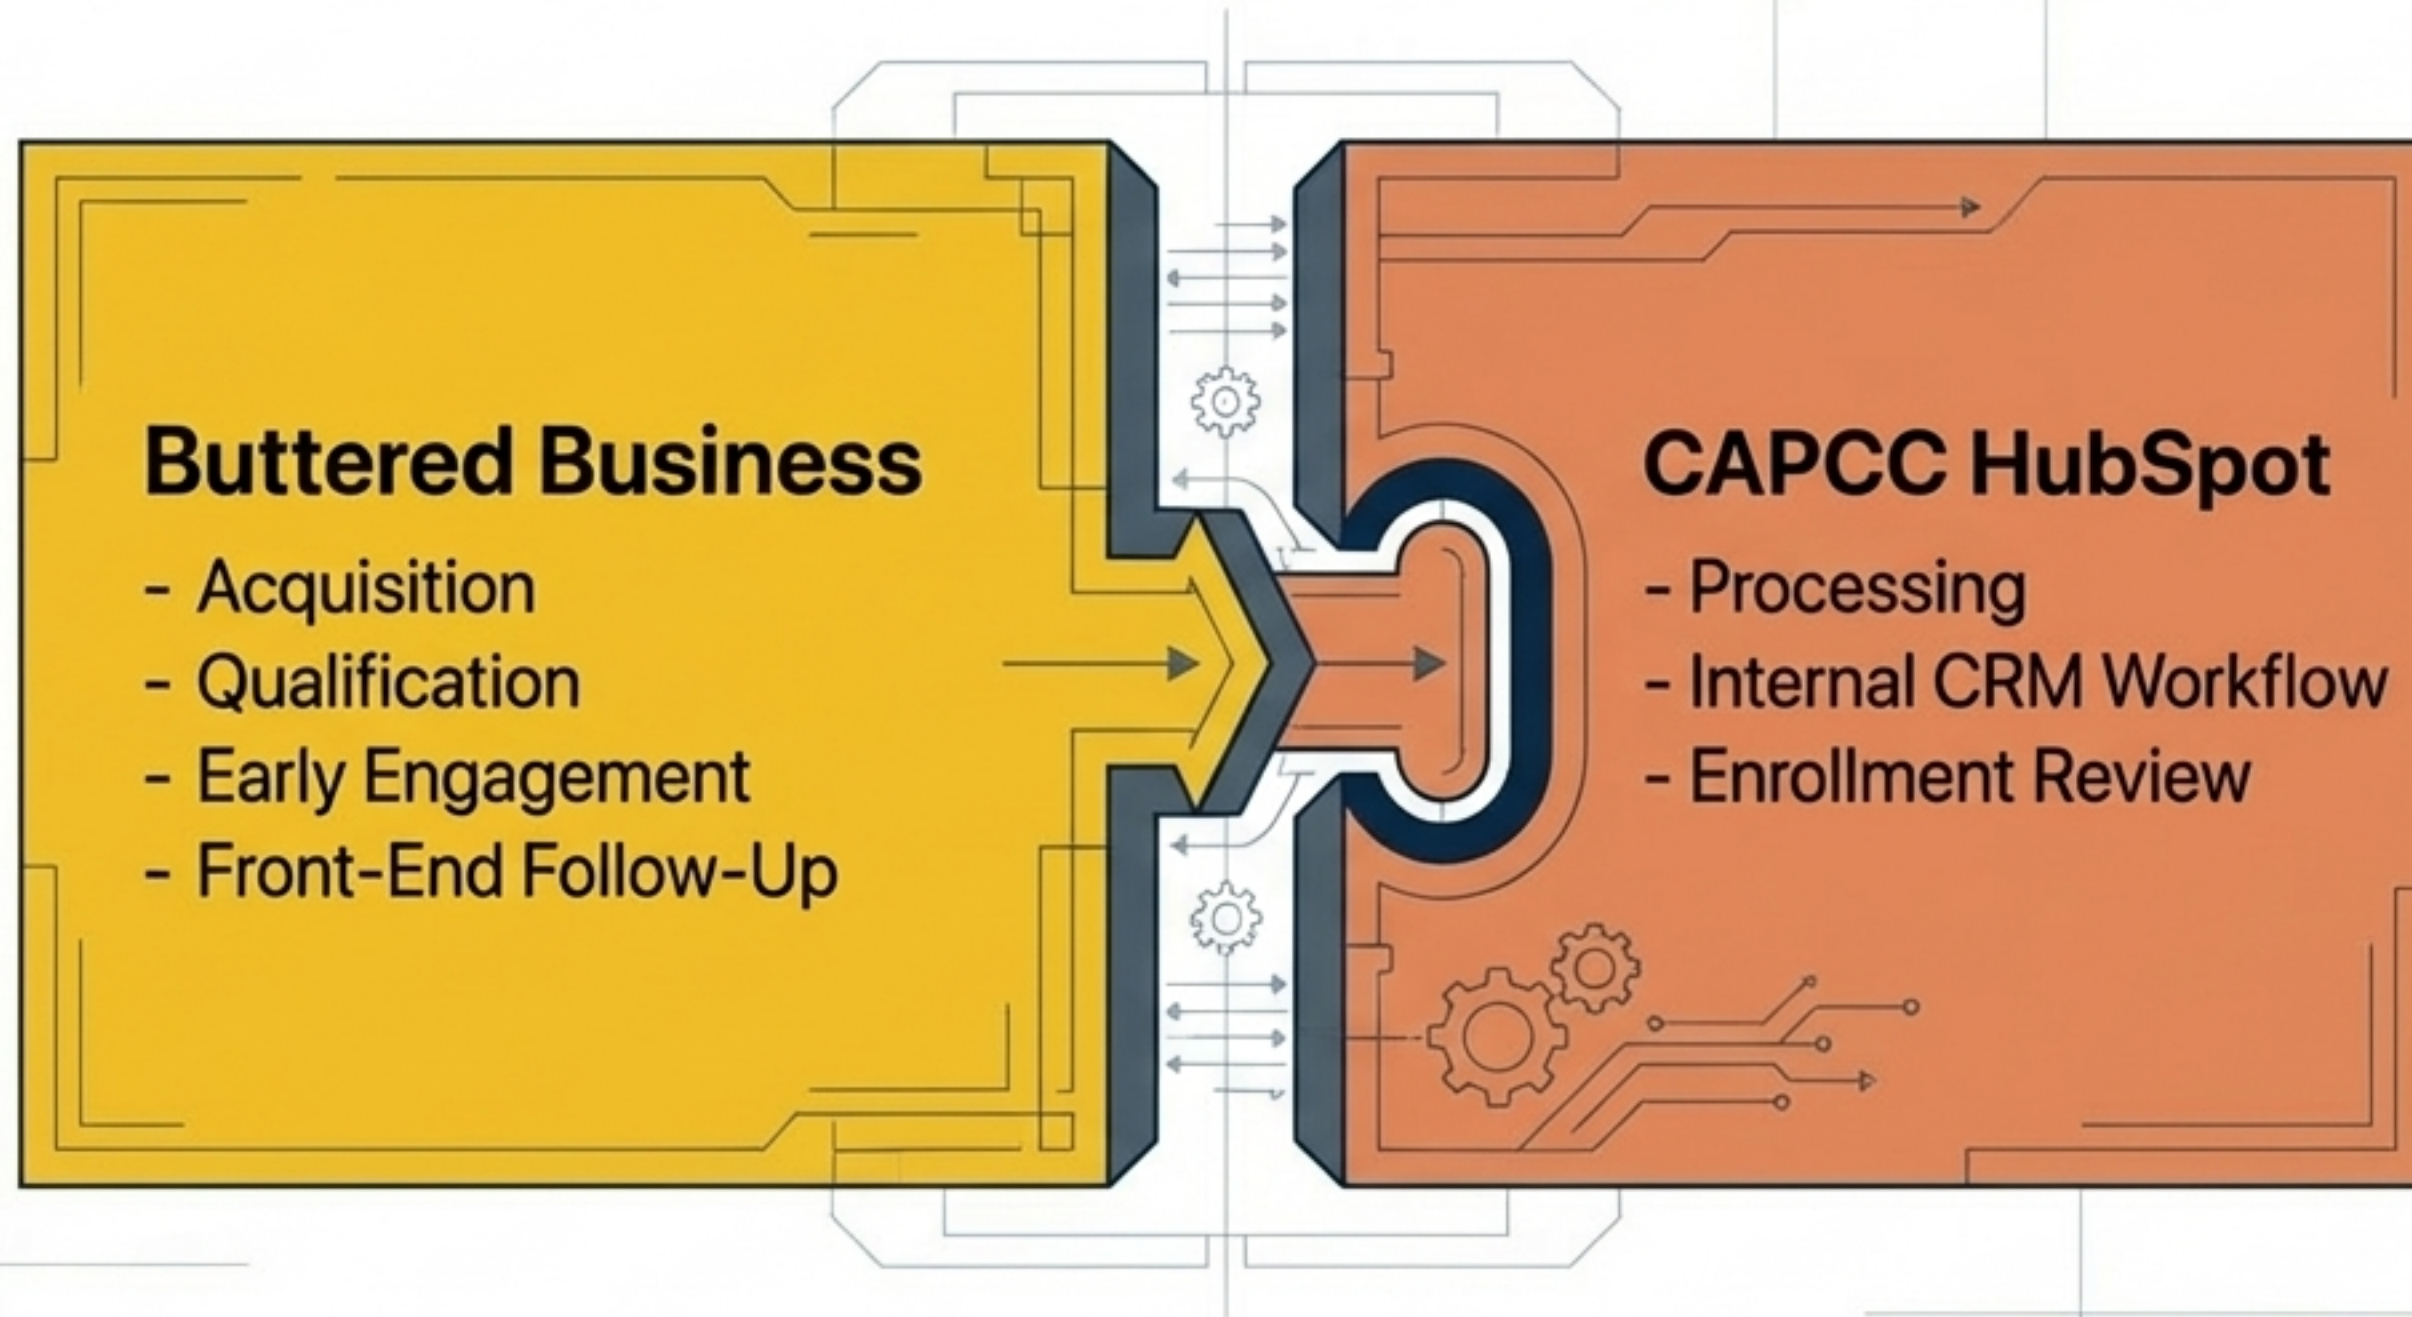 Buttered Business
- Acquisition
- Qualification
- Early Engagement
- Front-End Follow-Up
CAPCC HubSpot
- Processing
- Internal CRM Workflow
- Enrollment Review